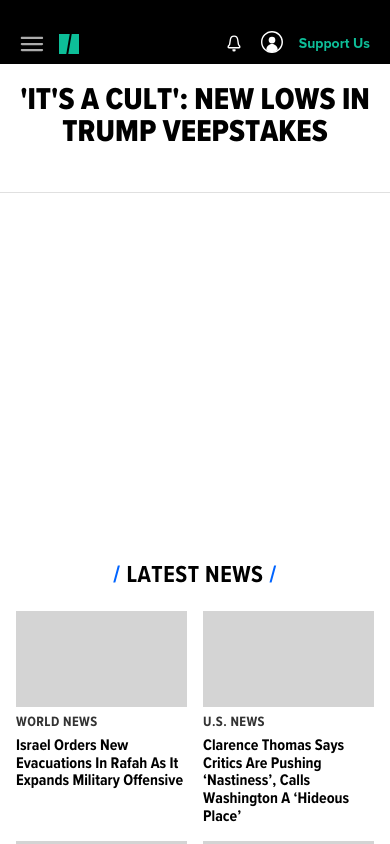 Support Us
'IT'S A CULT': NEW LOWS IN
TRUMP VEEPSTAKES
/ LATEST NEWS /
WORLD NEWS
Israel Orders New
Evacuations In Rafah As It
Expands Military Offensive
U.S. NEWS
Clarence Thomas Says
Critics Are Pushing
‘Nastiness’, Calls
Washington A ‘Hideous
Place’